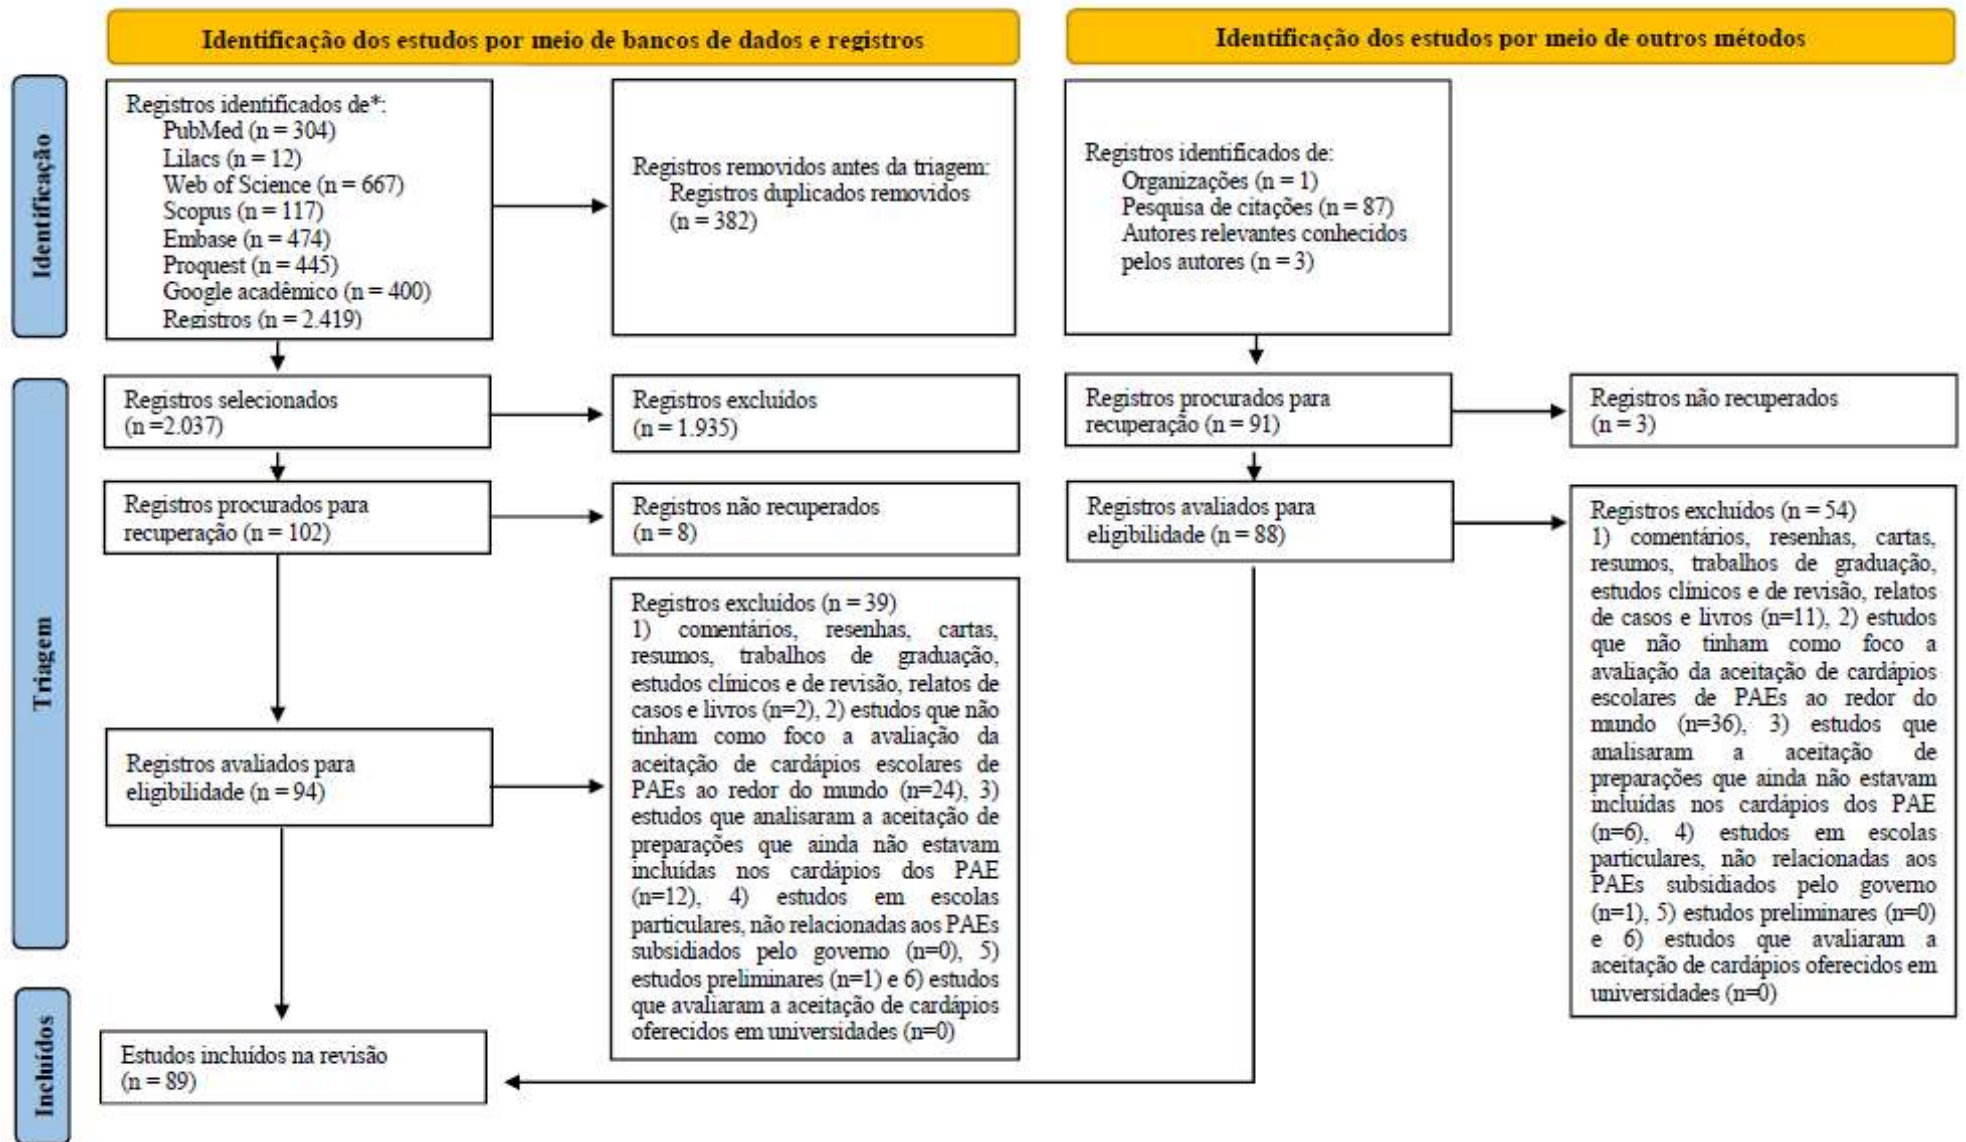 Identificação dos estudos por meio de bancos de dados e registros
Identificação dos estudos por meio de outros métodos
Identificação
Registros identificados de*:
PubMed (n = 304)
Lilacs (n = 12)
Web of Science (n = 667)
Scopus (n = 117)
Embase (n = 474)
Proquest (n = 445)
Google acadêmico (n = 400)
Registros (n = 2.419)
Registros removidos antes da triagem:
Registros duplicados removidos
(n = 382)
Registros identificados de:
Organizações (n = 1)
Pesquisa de citações (n = 87)
Autores relevantes conhecidos
pelos autores (n = 3)
Triagem
Registros selecionados
(n =2.037)
Registros excluídos
(n = 1.935)
Registros procurados para
recuperação (n = 91)
Registros não recuperados
(n = 3)
Registros procurados para
recuperação (n = 102)
Registros não recuperados
(n = 8)
Registros avaliados para
eligibilidade (n = 88)
Registros excluídos (n = 54)
1) comentários, resenhas, cartas,
resumos, trabalhos de graduação,
estudos clínicos e de revisão, relatos
de casos e livros (n=11), 2) estudos
que não tinham como foco a
avaliação da aceitação de cardápios
escolares de PAEs ao redor do
mundo (n=36), 3) estudos que
analisaram a aceitação de
preparações que ainda não estavam
incluídas nos cardápios dos PAE
(n=6), 4) estudos em escolas
particulares, não relacionadas aos
PAEs subsidiados pelo governo
(n=1), 5) estudos preliminares (n=0)
e 6) estudos que avaliaram a
aceitação de cardápios oferecidos em
universidades (n=0)
Registros avaliados para
eligibilidade (n = 94)
Registros excluídos (n = 39)
1) comentários, resenhas, cartas,
resumos, trabalhos de graduação,
estudos clínicos e de revisão, relatos de
casos e livros (n=2), 2) estudos que não
tinham como foco a avaliação da
aceitação de cardápios escolares de
PAEs ao redor do mundo (n=24), 3)
estudos que analisaram a aceitação de
preparações que ainda não estavam
incluídas nos cardápios dos PAE
(n=12), 4) estudos em escolas
particulares, não relacionadas aos PAEs
subsidiados pelo governo (n=0), 5)
estudos preliminares (n=1) e 6) estudos
que avaliaram a aceitação de cardápios
oferecidos em universidades (n=0)
Incluídos
Estudos incluídos na revisão
(n = 89)